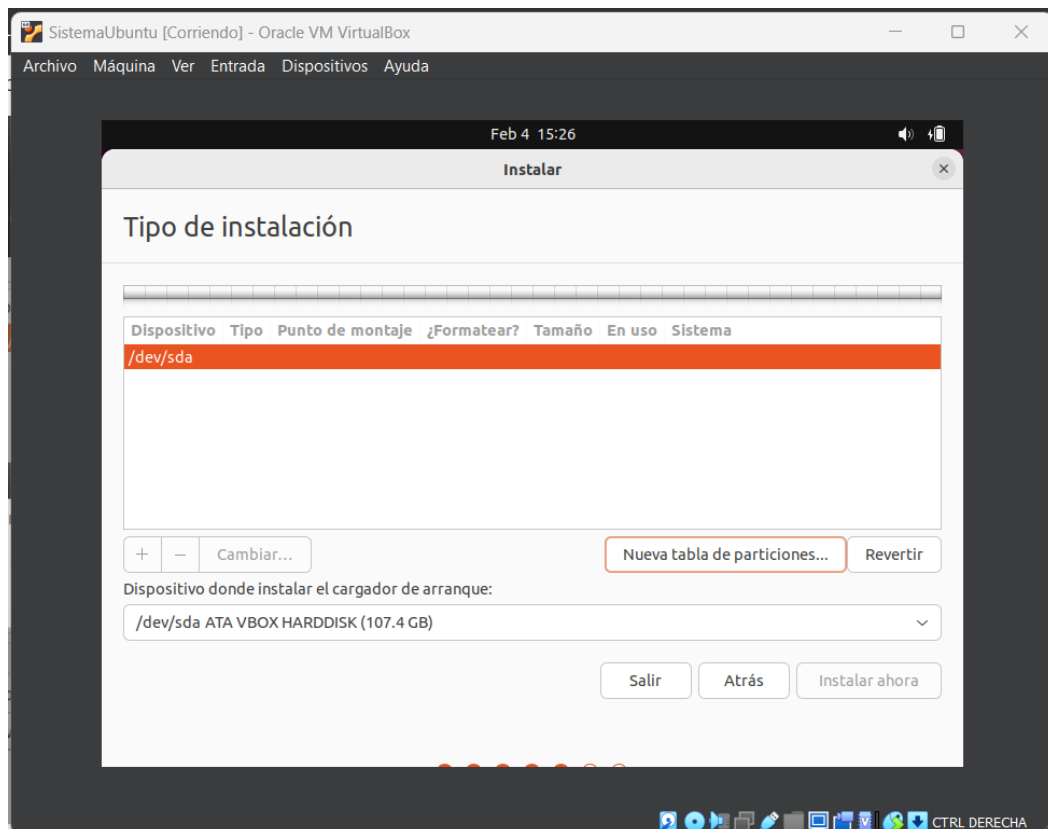 SistemaUbuntu [Corriendo] - Oracle VM VirtualBox
Archivo Máquina Ver Entrada Dispositivos Ayuda
Feb 4 15:26
Instalar
Tipo de instalación
Dispositivo Tipo Punto de montaje ¿Formatear? Tamaño En uso Sistema
/dev/sda
+ − Cambiar... Nueva tabla de particiones... Revertir
Dispositivo donde instalar el cargador de arranque:
/dev/sda ATA VBOX HARDDISK (107.4 GB)
Salir Atrás Instalar ahora
CTRL DERECHA